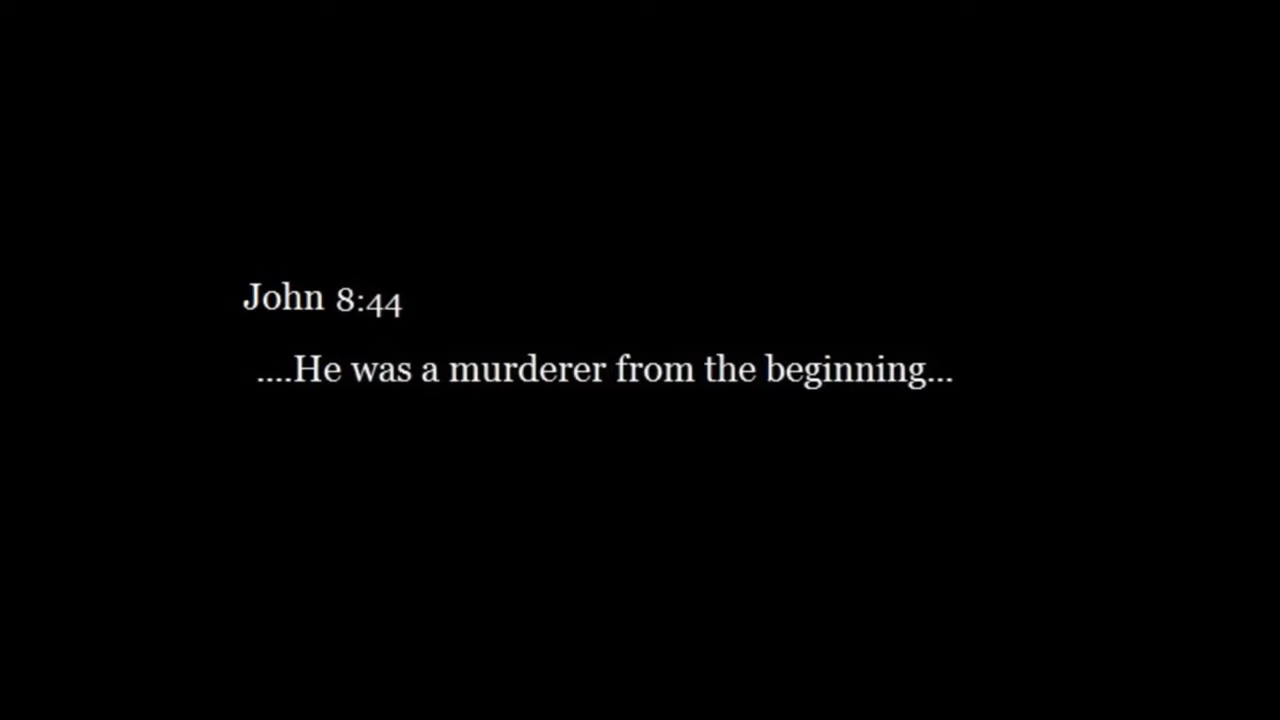 John 8:44
....He was a murderer from the beginning...